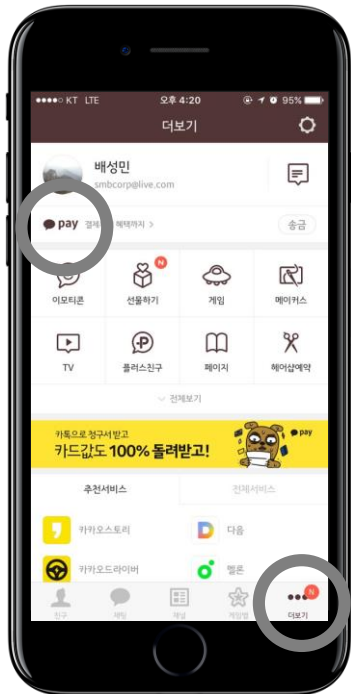 KT LTE 오후 4:20 95%
더보기
배성민
smbcorp@live.com
pay 결제 혜택까지 >
송금
N
이모티콘 선물하기 게임 메이커스
P
TV 플러스친구 페이지 헤어샵예약
전체보기
카톡으로 청구서 받고
카드값도 100% 돌려받고!
pay
추천서비스 전체서비스
카카오스토리 다음
카카오드라이버 멜론
N
친구 채팅 채널 게임별 더보기